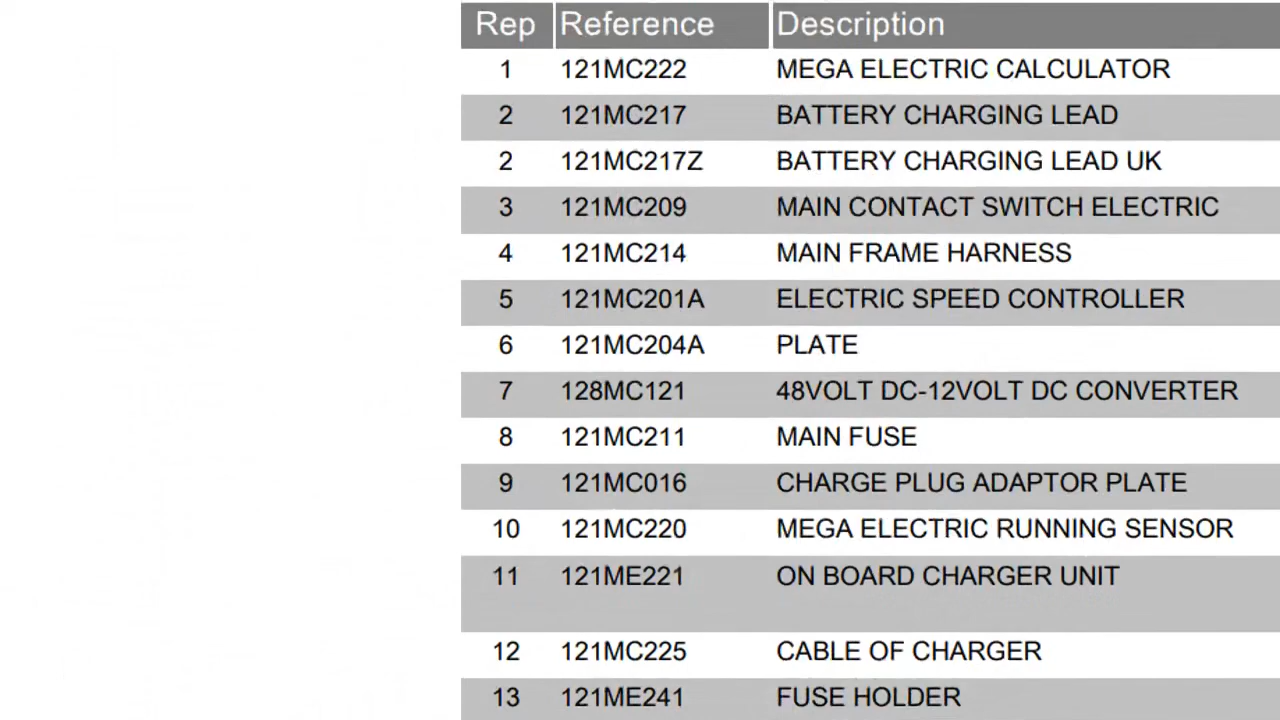 Rep Reference Description
1 121MC222 MEGA ELECTRIC CALCULATOR
2 121MC217 BATTERY CHARGING LEAD
2 121MC217Z BATTERY CHARGING LEAD UK
3 121MC209 MAIN CONTACT SWITCH ELECTRIC
4 121MC214 MAIN FRAME HARNESS
5 121MC201A ELECTRIC SPEED CONTROLLER
6 121MC204A PLATE
7 128MC121 48VOLT DC-12VOLT DC CONVERTER
8 121MC211 MAIN FUSE
9 121MC016 CHARGE PLUG ADAPTOR PLATE
10 121MC220 MEGA ELECTRIC RUNNING SENSOR
11 121ME221 ON BOARD CHARGER UNIT
12 121MC225 CABLE OF CHARGER
13 121ME241 FUSE HOLDER